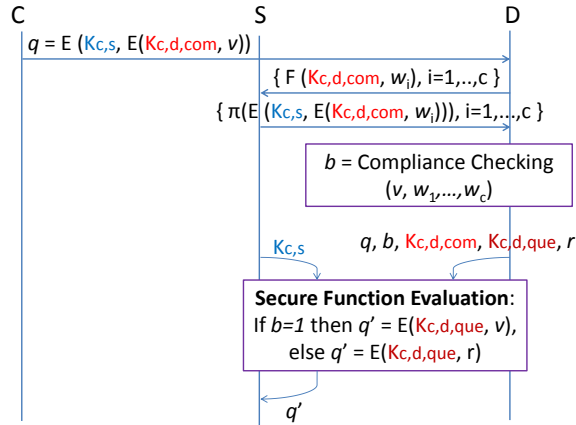 C S D
q = E (Kc,s, E(Kc,d,com, v))
{ F (Kc,d,com, wi), i=1,..,c }
{ π(E (Kc,s, E(Kc,d,com, wi))), i=1,...,c }
b = Compliance Checking
(v, w1,...,wc)
Kc,s q, b, Kc,d,com, Kc,d,que, r
Secure Function Evaluation:
If b=1 then q' = E(Kc,d,que, v),
else q' = E(Kc,d,que, r)
q'